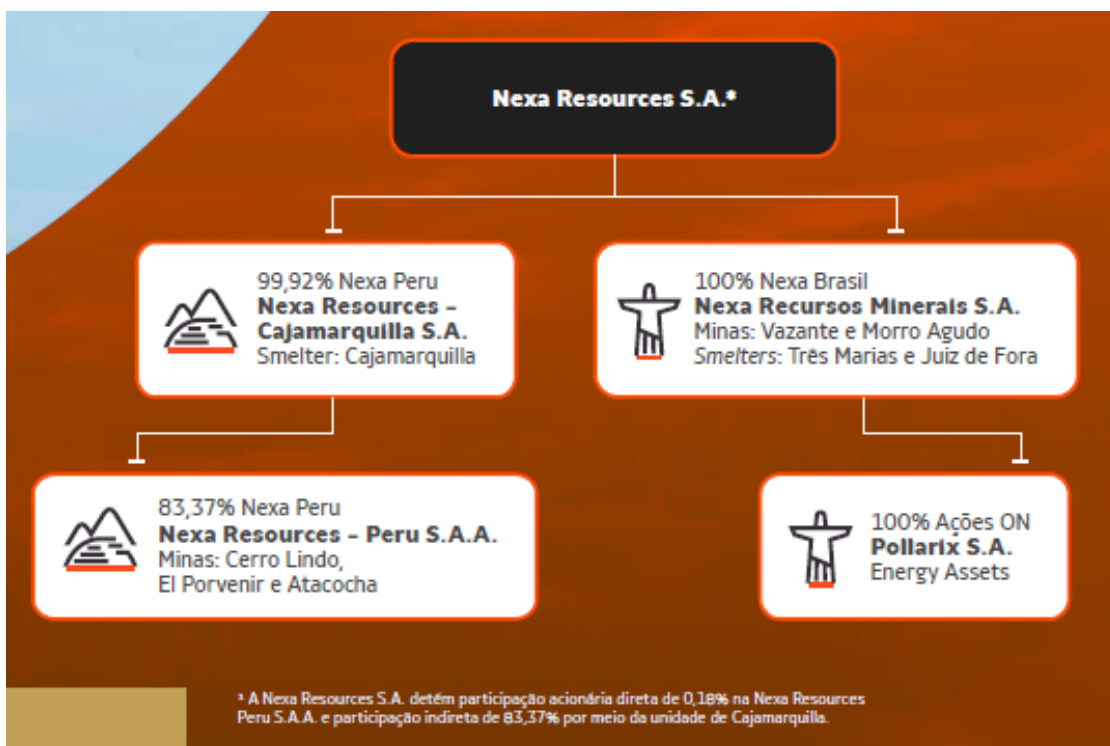 Nexa Resources S.A.*
99,92% Nexa Peru
Nexa Resources –
Cajamarquilla S.A.
Smelter: Cajamarquilla
100% Nexa Brasil
Nexa Recursos Minerais S.A.
Minas: Vazante e Morro Agudo
Smelters: Três Marias e Juiz de Fora
83,37% Nexa Peru
Nexa Resources – Peru S.A.A.
Minas: Cerro Lindo,
El Porvenir e Atacocha
100% Ações ON
Pollarix S.A.
Energy Assets
* A Nexa Resources S.A. detém participação acionária direta de 0,18% na Nexa Resources
Peru S.A.A. e participação indireta de 83,37% por meio da unidade de Cajamarquilla.